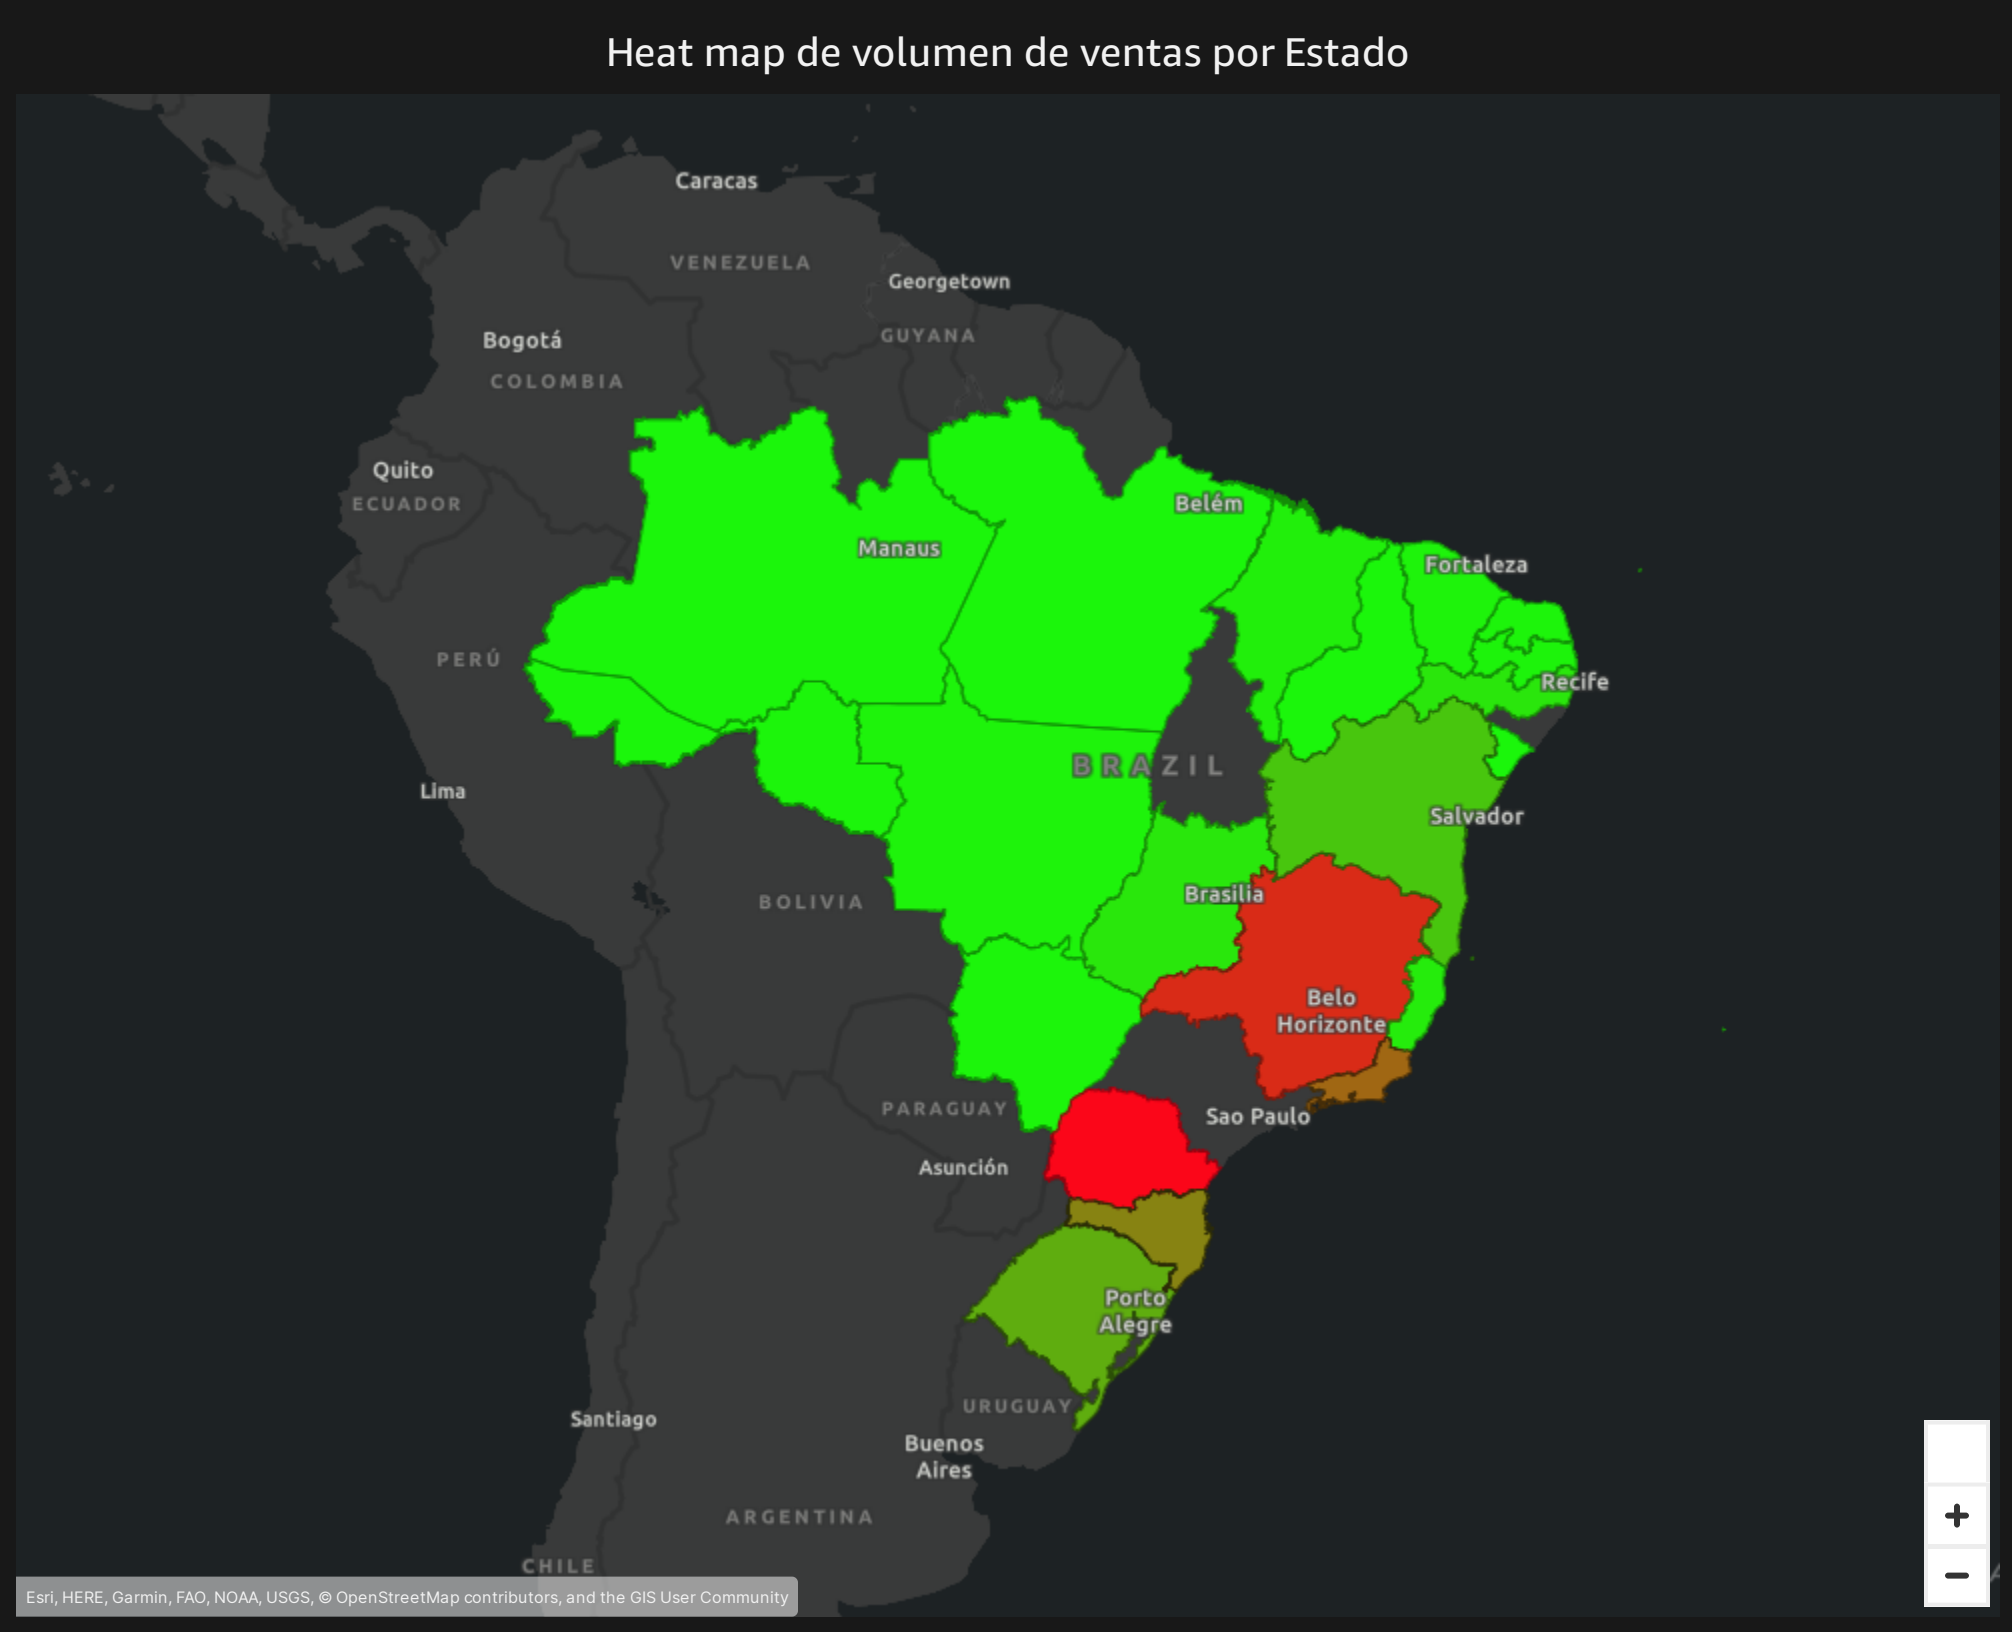 Heat map de volumen de ventas por Estado
Caracas
VENEZUELA
Georgetown
GUYANA
Bogotá
COLOMBIA
Quito
ECUADOR
Belém
Manaus
Fortaleza
PERÚ
Recife
BRAZIL
Lima
Salvador
Brasilia
BOLIVIA
Belo
Horizonte
PARAGUAY
Sao Paulo
Asunción
Porto
Alegre
URUGUAY
Santiago
Buenos
Aires
ARGENTINA
CHILE
+
−
Esri, HERE, Garmin, FAO, NOAA, USGS, © OpenStreetMap contributors, and the GIS User Community